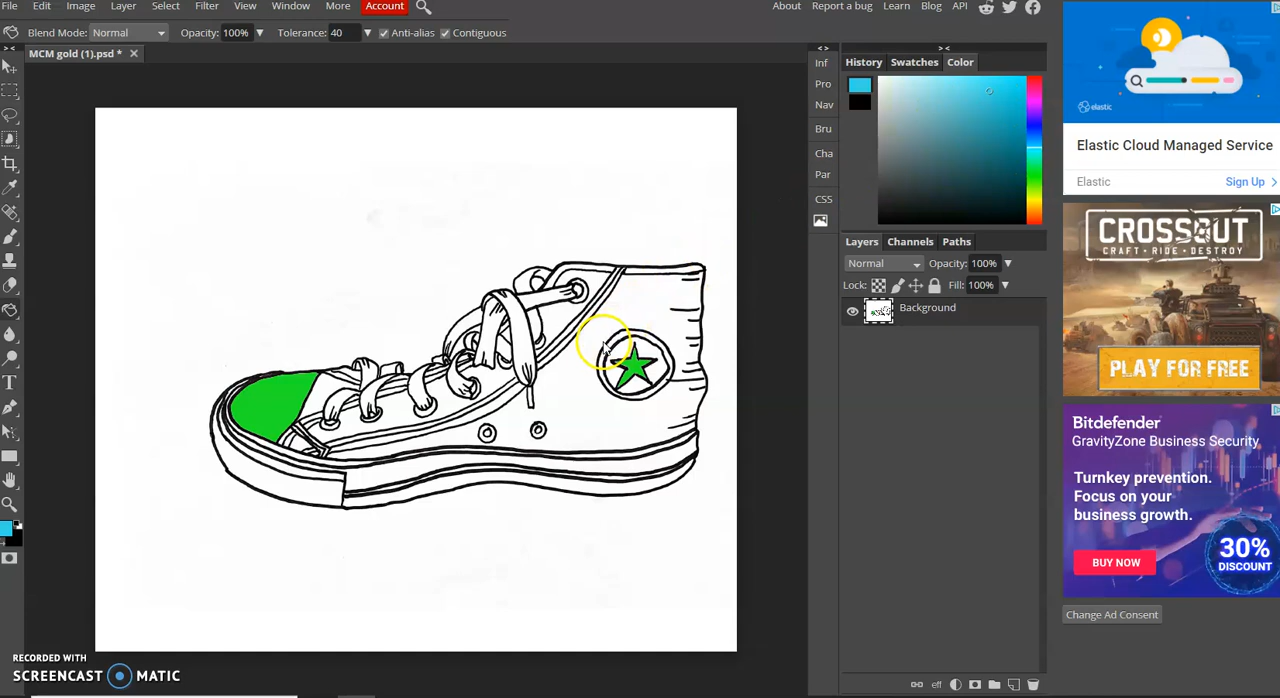 File Edit Image Layer Select Filter View Window More Account About Report a bug Learn Blog API
Blend Mode: Normal Opacity: 100% Tolerance: 40 Anti-alias Contiguous
MCM gold (1).psd *
Inf
Pro
Nav
Bru
Cha
Par
CSS
History Swatches Color
Layers Channels Paths
Normal Opacity: 100%
Lock: Fill: 100%
Background
eff
elastic
Elastic Cloud Managed Service
Elastic Sign Up
CROSSOUT
CRAFT · RIDE · DESTROY
PLAY FOR FREE
Bitdefender
GravityZone Business Security
Turnkey prevention.
Focus on your
business growth.
BUY NOW
30%
DISCOUNT
Change Ad Consent
RECORDED WITH
SCREENCAST MATIC